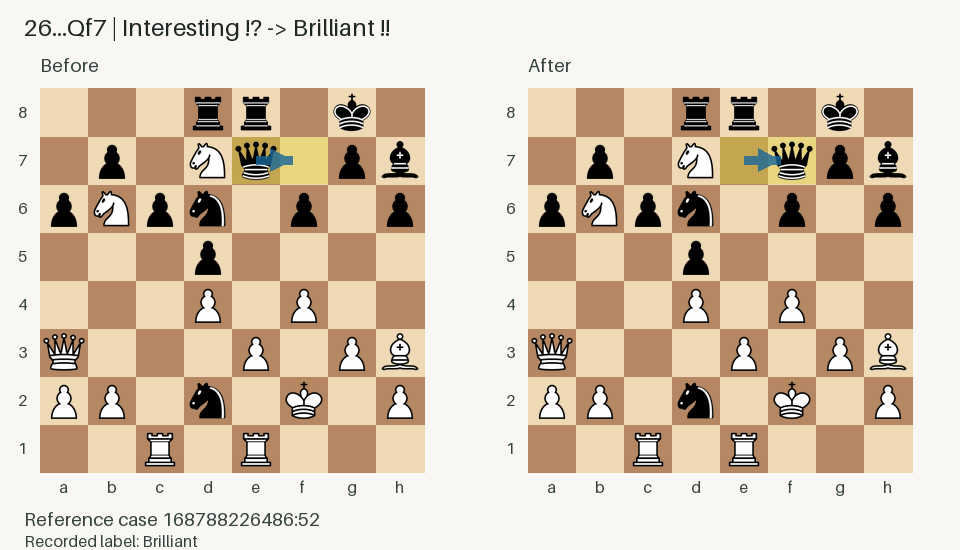 26...Qf7 | Interesting !? -> Brilliant !!
Before
After
8
7
6
5
4
3
2
1
a b c d e f g h
8
7
6
5
4
3
2
1
a b c d e f g h
Reference case 168788226486:52
Recorded label: Brilliant